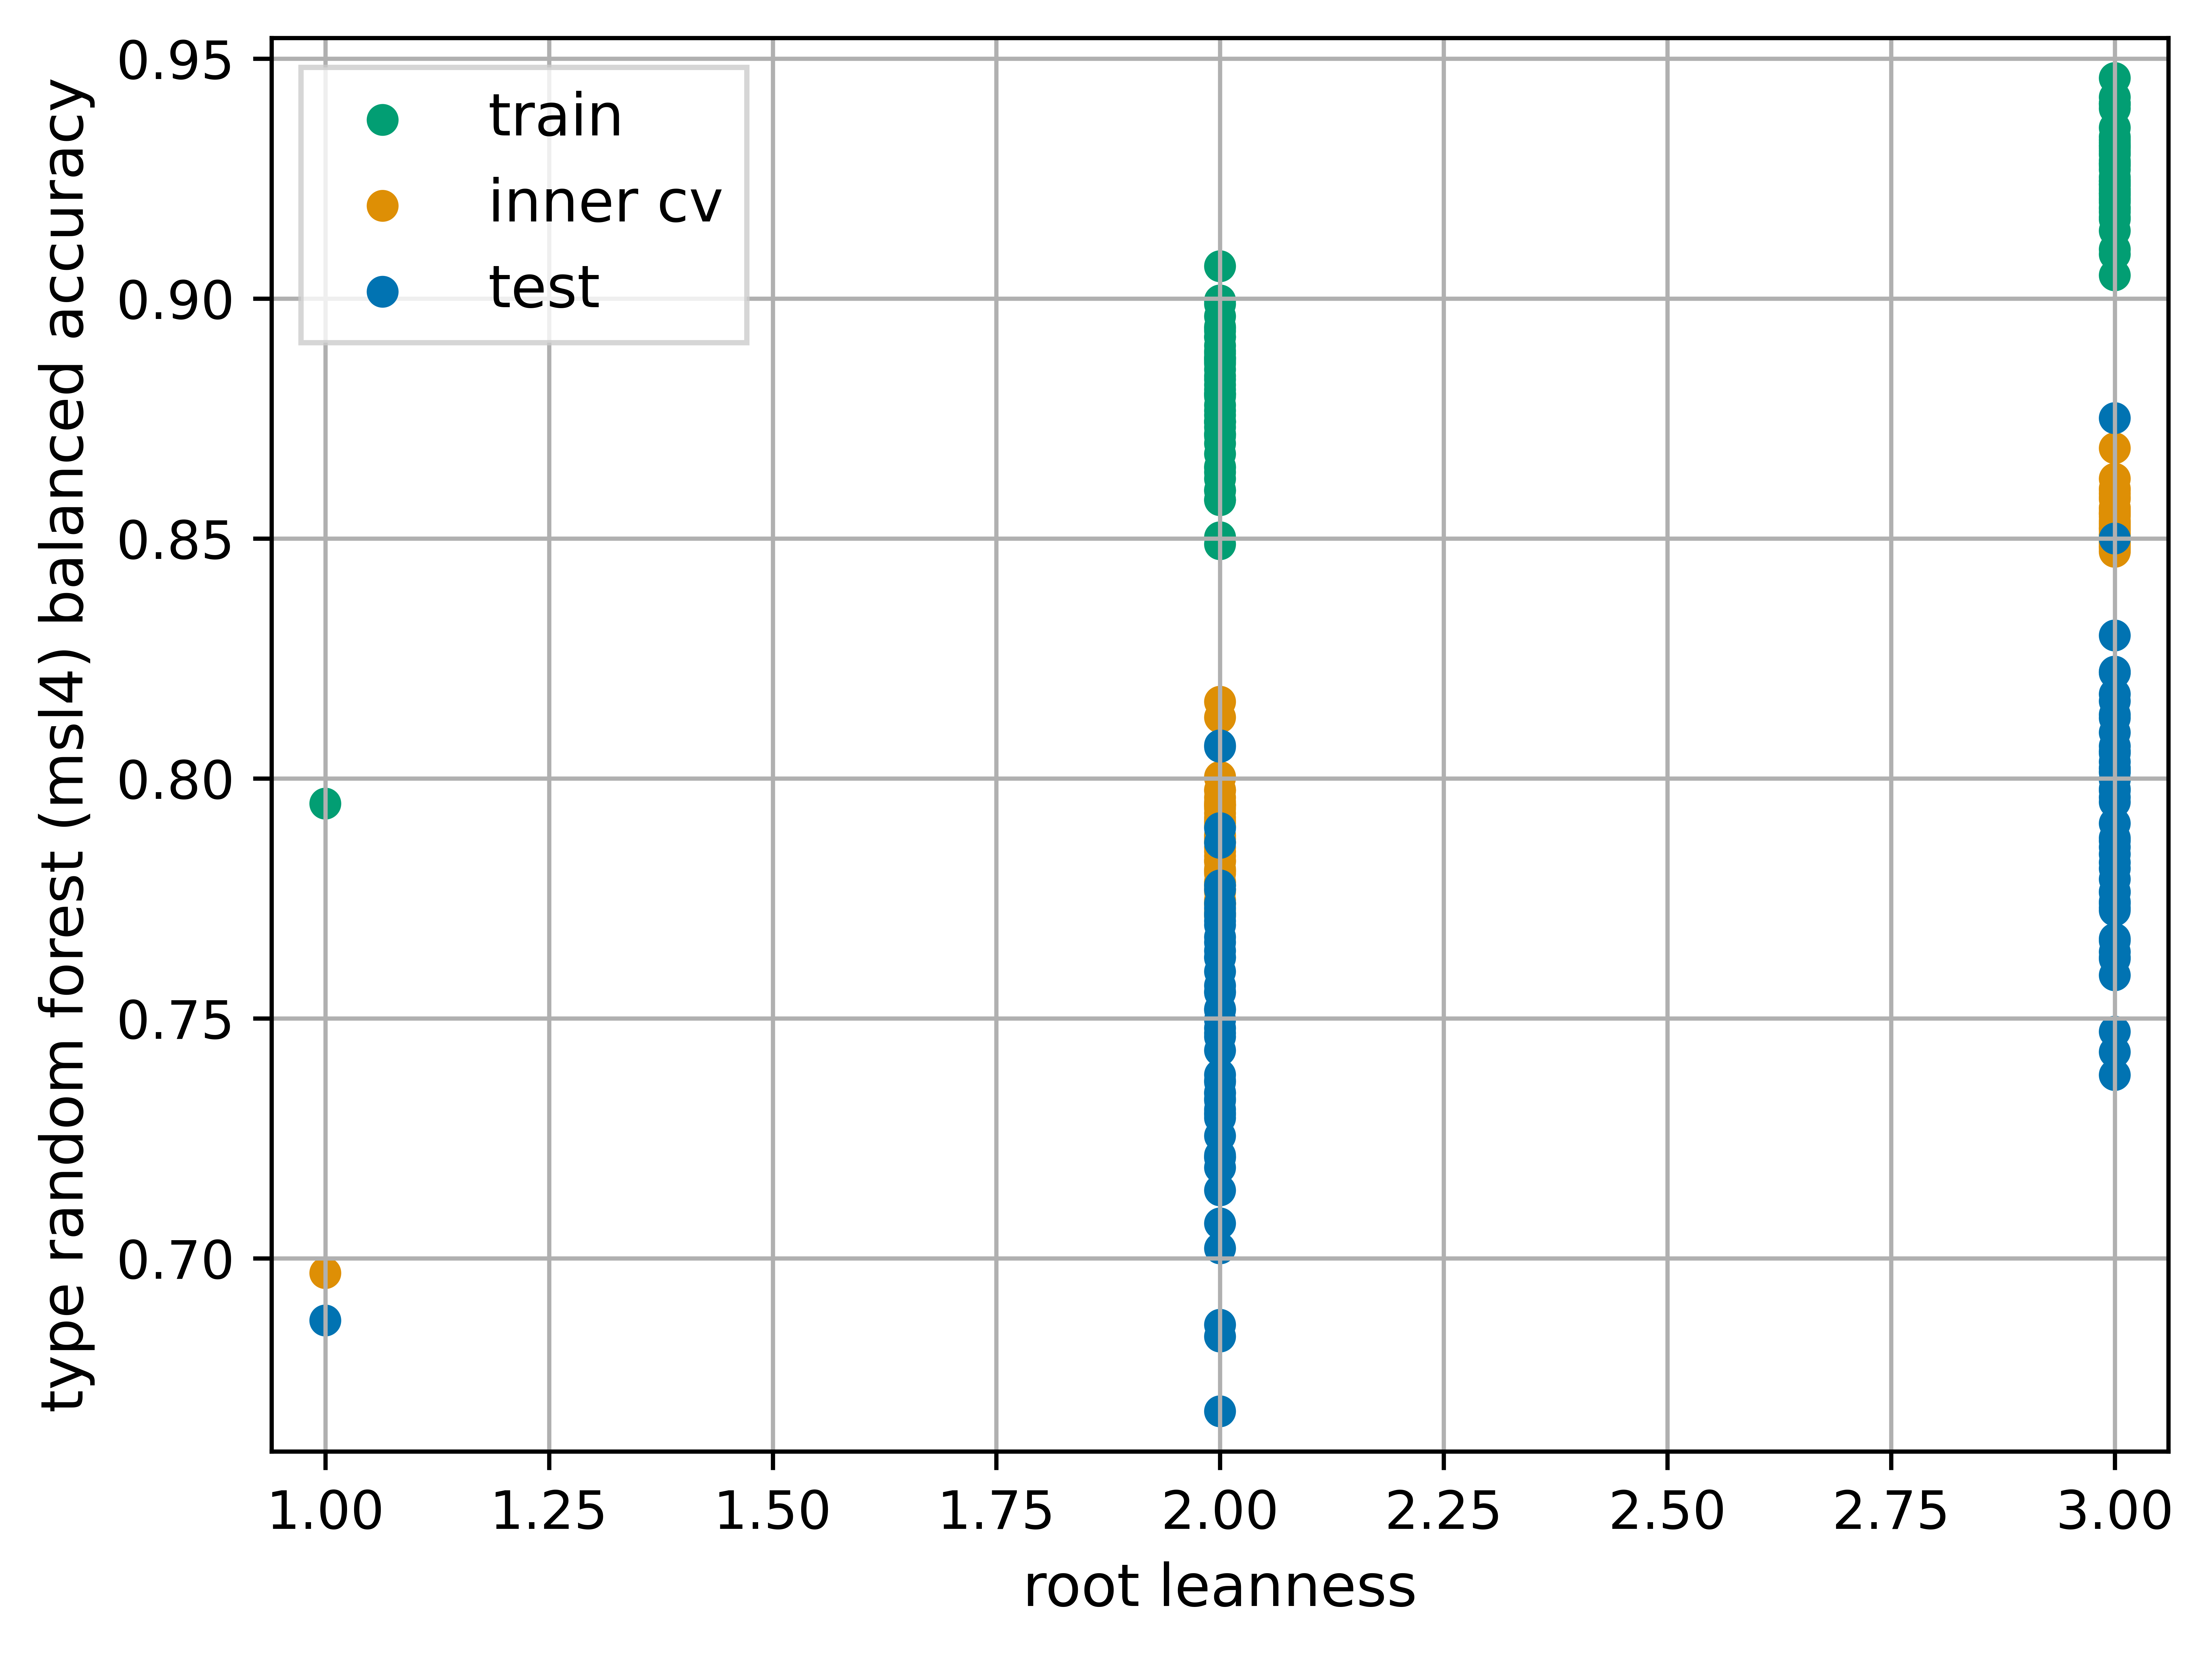 type random forest (msl4) balanced accuracy
0.95
0.90
0.85
0.80
0.75
0.70
train
inner cv
test
1.00 1.25 1.50 1.75 2.00 2.25 2.50 2.75 3.00
root leanness